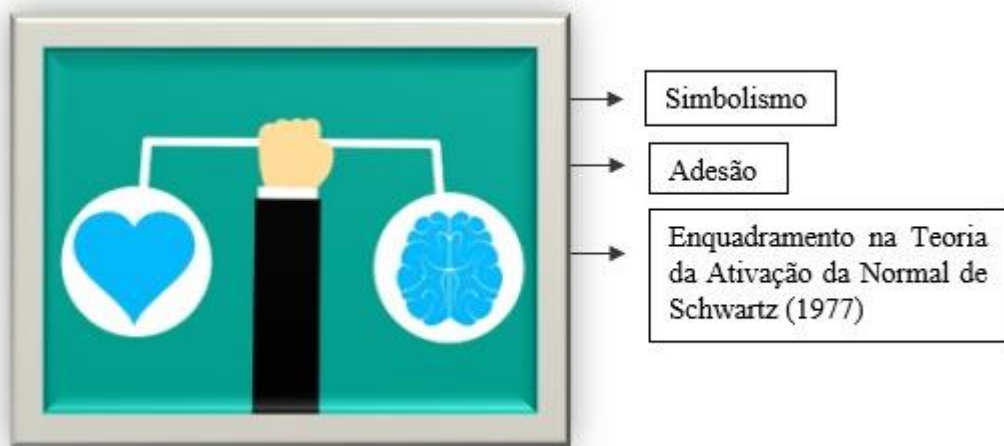 Simbolismo
Adesão
Enquadramento na Teoria
da Ativação da Normal de
Schwartz (1977)